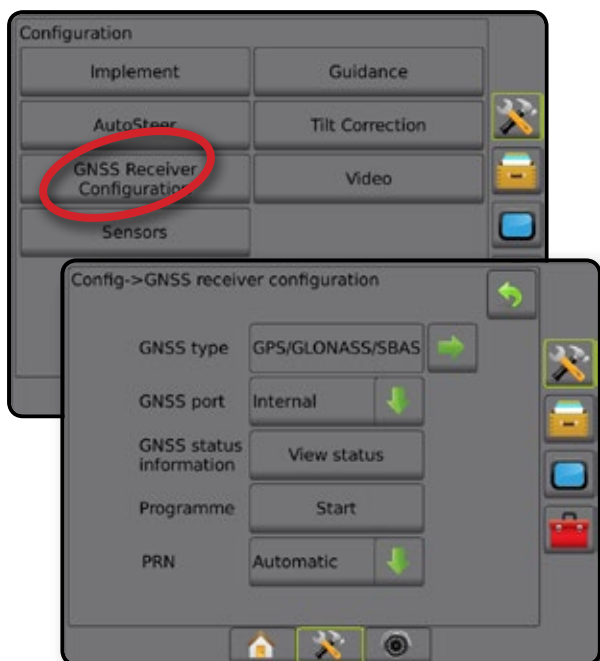 Configuration
Implement
Guidance
AutoSteer
Tilt Correction
GNSS Receiver
Configuration
Video
Sensors
Config->GNSS receiver configuration
GNSS type
GPS/GLONASS/SBAS
GNSS port
Internal
GNSS status
information
View status
Programme
Start
PRN
Automatic